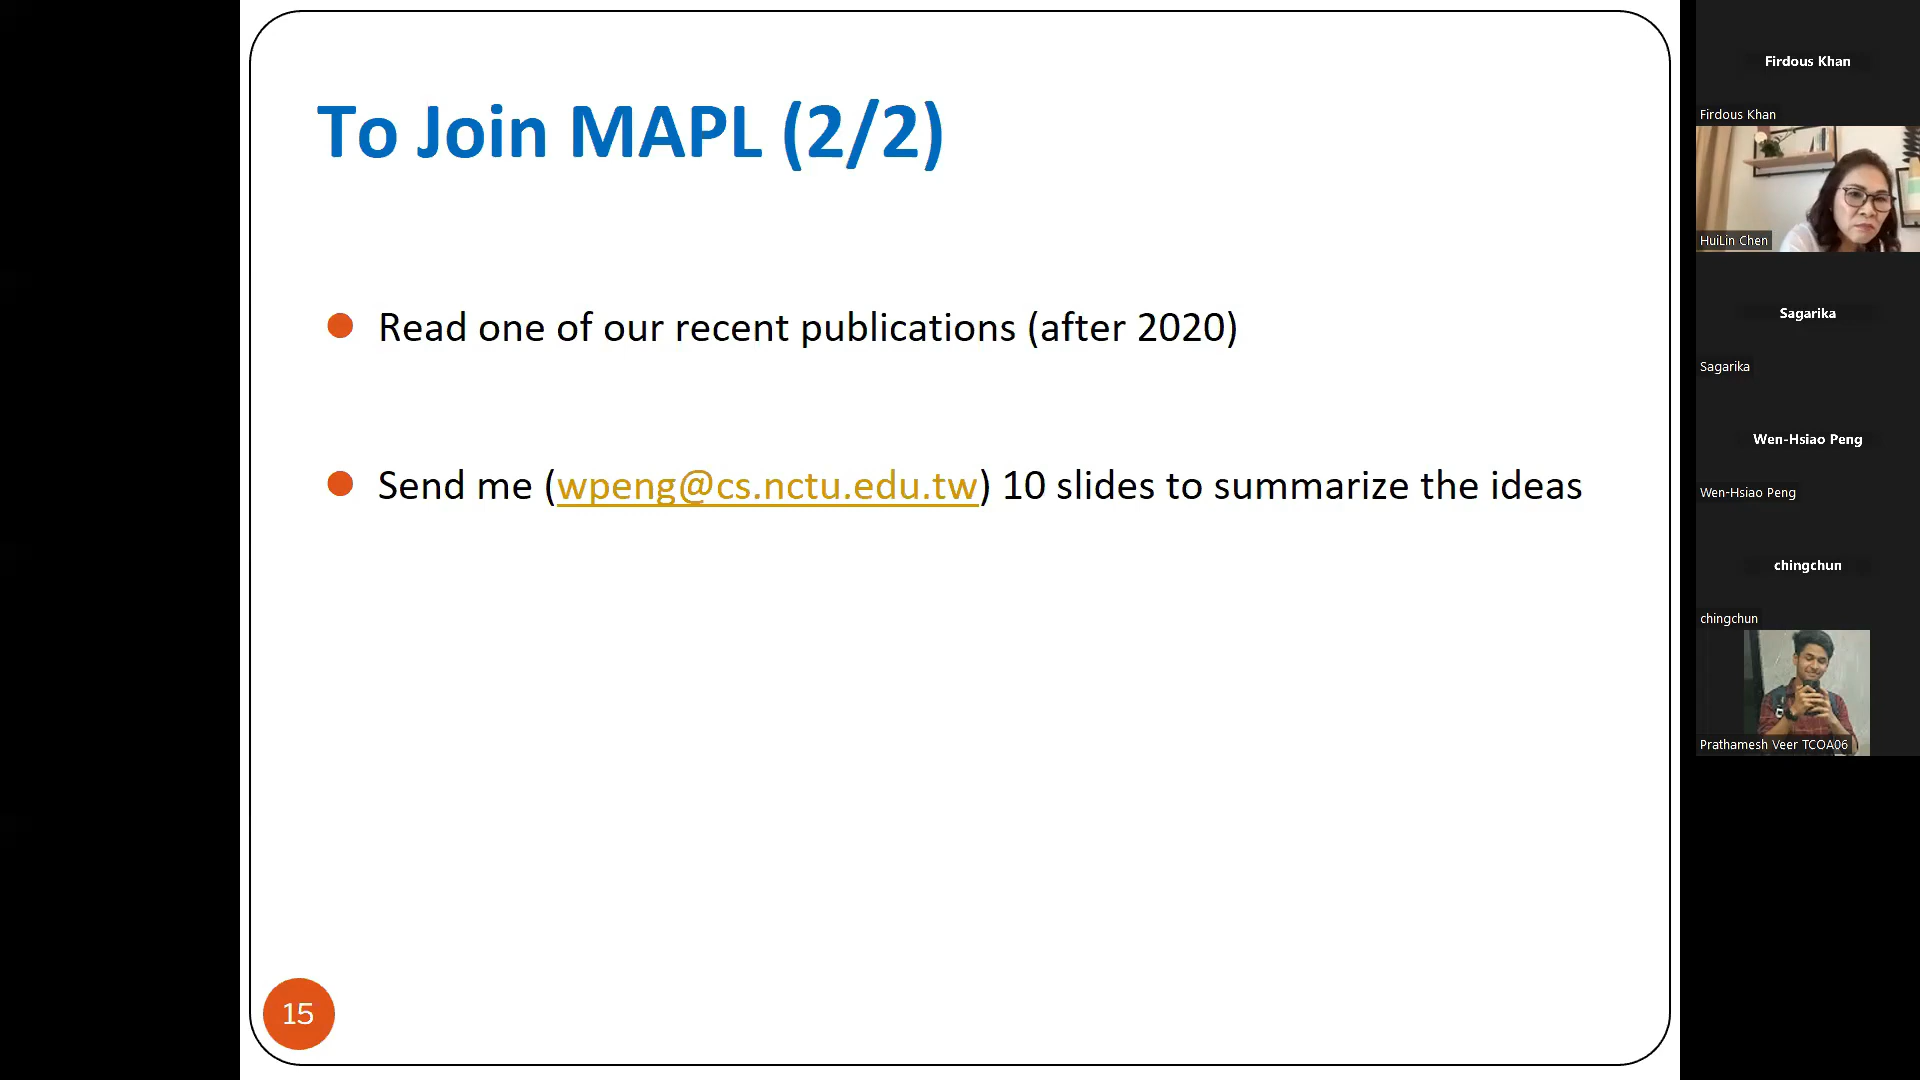 To Join MAPL (2/2)
Read one of our recent publications (after 2020)
Send me (wpeng@cs.nctu.edu.tw) 10 slides to summarize the ideas
15
Firdous Khan
Firdous Khan
HuiLin Chen
Sagarika
Sagarika
Wen-Hsiao Peng
Wen-Hsiao Peng
chingchun
chingchun
Prathamesh Veer TCOA06